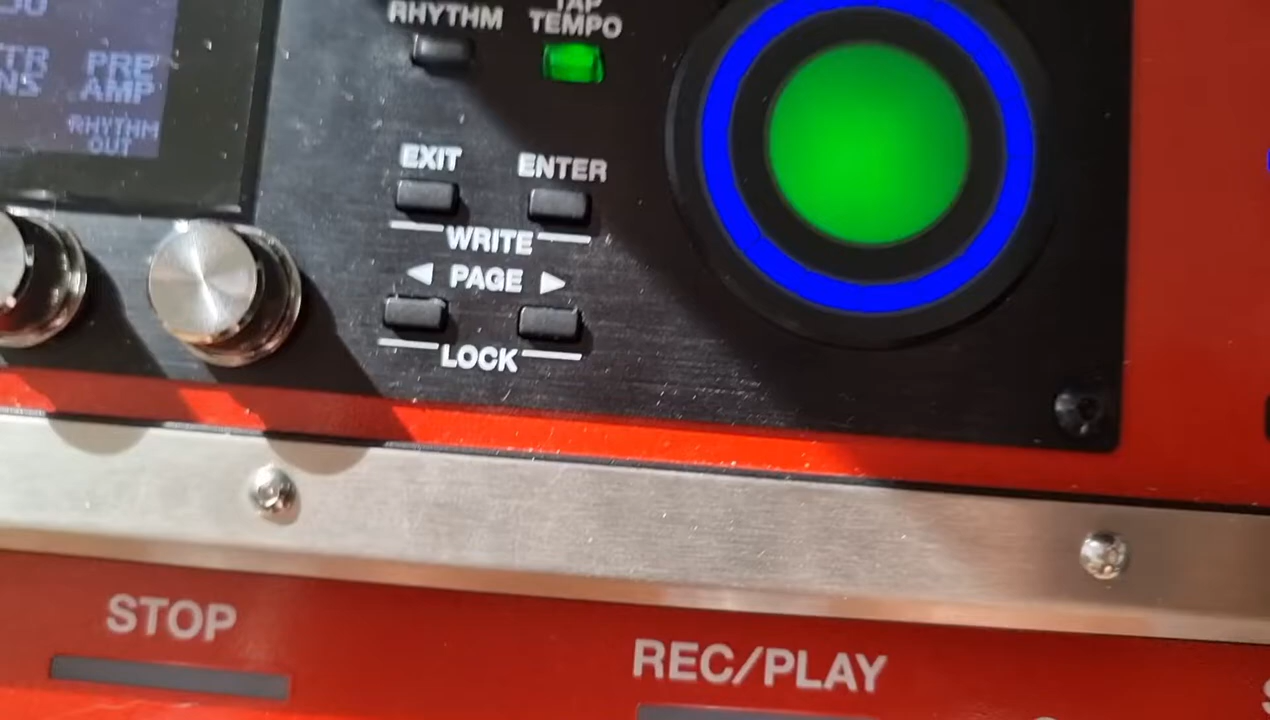 RHYTHM
TAP
TEMPO
PRE
AMP
RHYTHM
OUT
EXIT
ENTER
WRITE
◀ PAGE ▶
LOCK
STOP
REC/PLAY